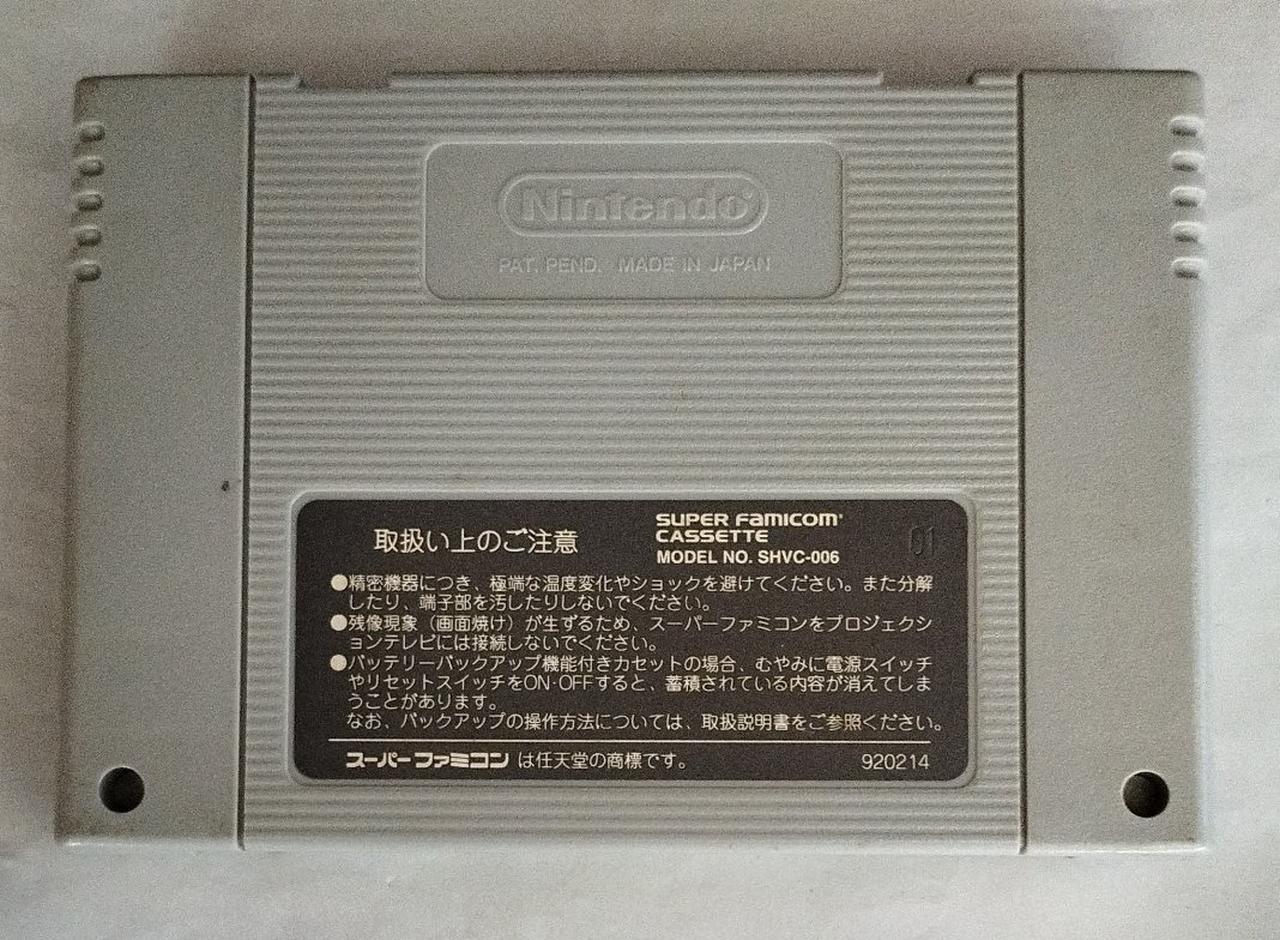 Nintendo
PAT. PEND. MADE IN JAPAN
取扱い上のご注意
SUPER FAMICOM
CASSETTE
MODEL NO. SHVC-006
01
●精密機器につき、極端な温度変化やショックを避けてください。また分解
したり、端子部を汚したりしないでください。
●残像現象（画面焼け）が生ずるため、スーパーファミコンをプロジェクシ
ョンテレビには接続しないでください。
●バッテリーバックアップ機能付きカセットの場合、むやみに電源スイッチ
やリセットスイッチをON·OFFすると、蓄積されている内容が消えてしま
うことがあります。
なお、バックアップの操作方法については、取扱説明書をご参照ください。
スーパーファミコン は任天堂の商標です。
920214